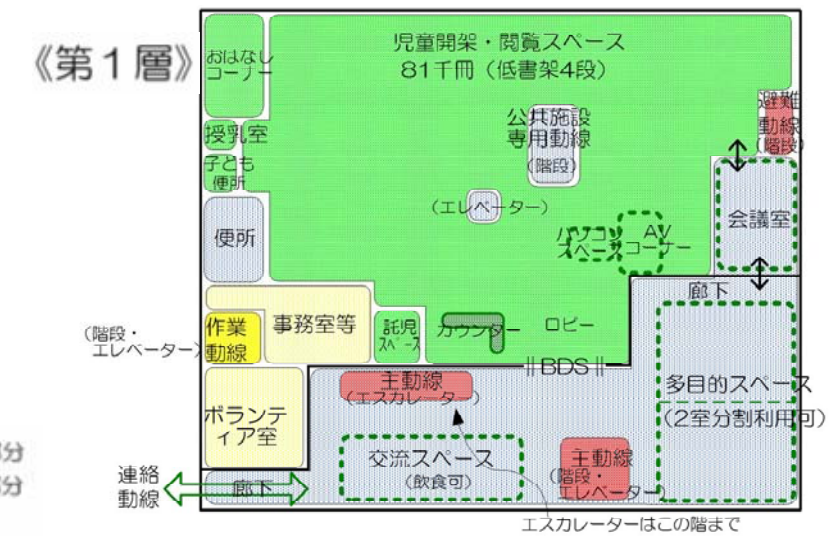 《第１層》
おはなし
コーナー
児童開架・閲覧スペース
81千冊（低書架4段）
授乳室
子ども
便所
公共施設
専用動線
（階段）
避難
動線
（階段）
（エレベーター）
便所
パソコン
スペース
AV
コーナー
会議室
廊下
（階段・
エレベーター）
作業
動線
事務室等
託児
スペース
カウンター
ロビー
BDS
主動線
（エスカレーター）
多目的スペース
（2室分割利用可）
ボランテ
ィア室
交流スペース
（飲食可）
主動線
（階段・
エレベーター）
分
分
連絡
動線
廊下
エスカレーターはこの階まで